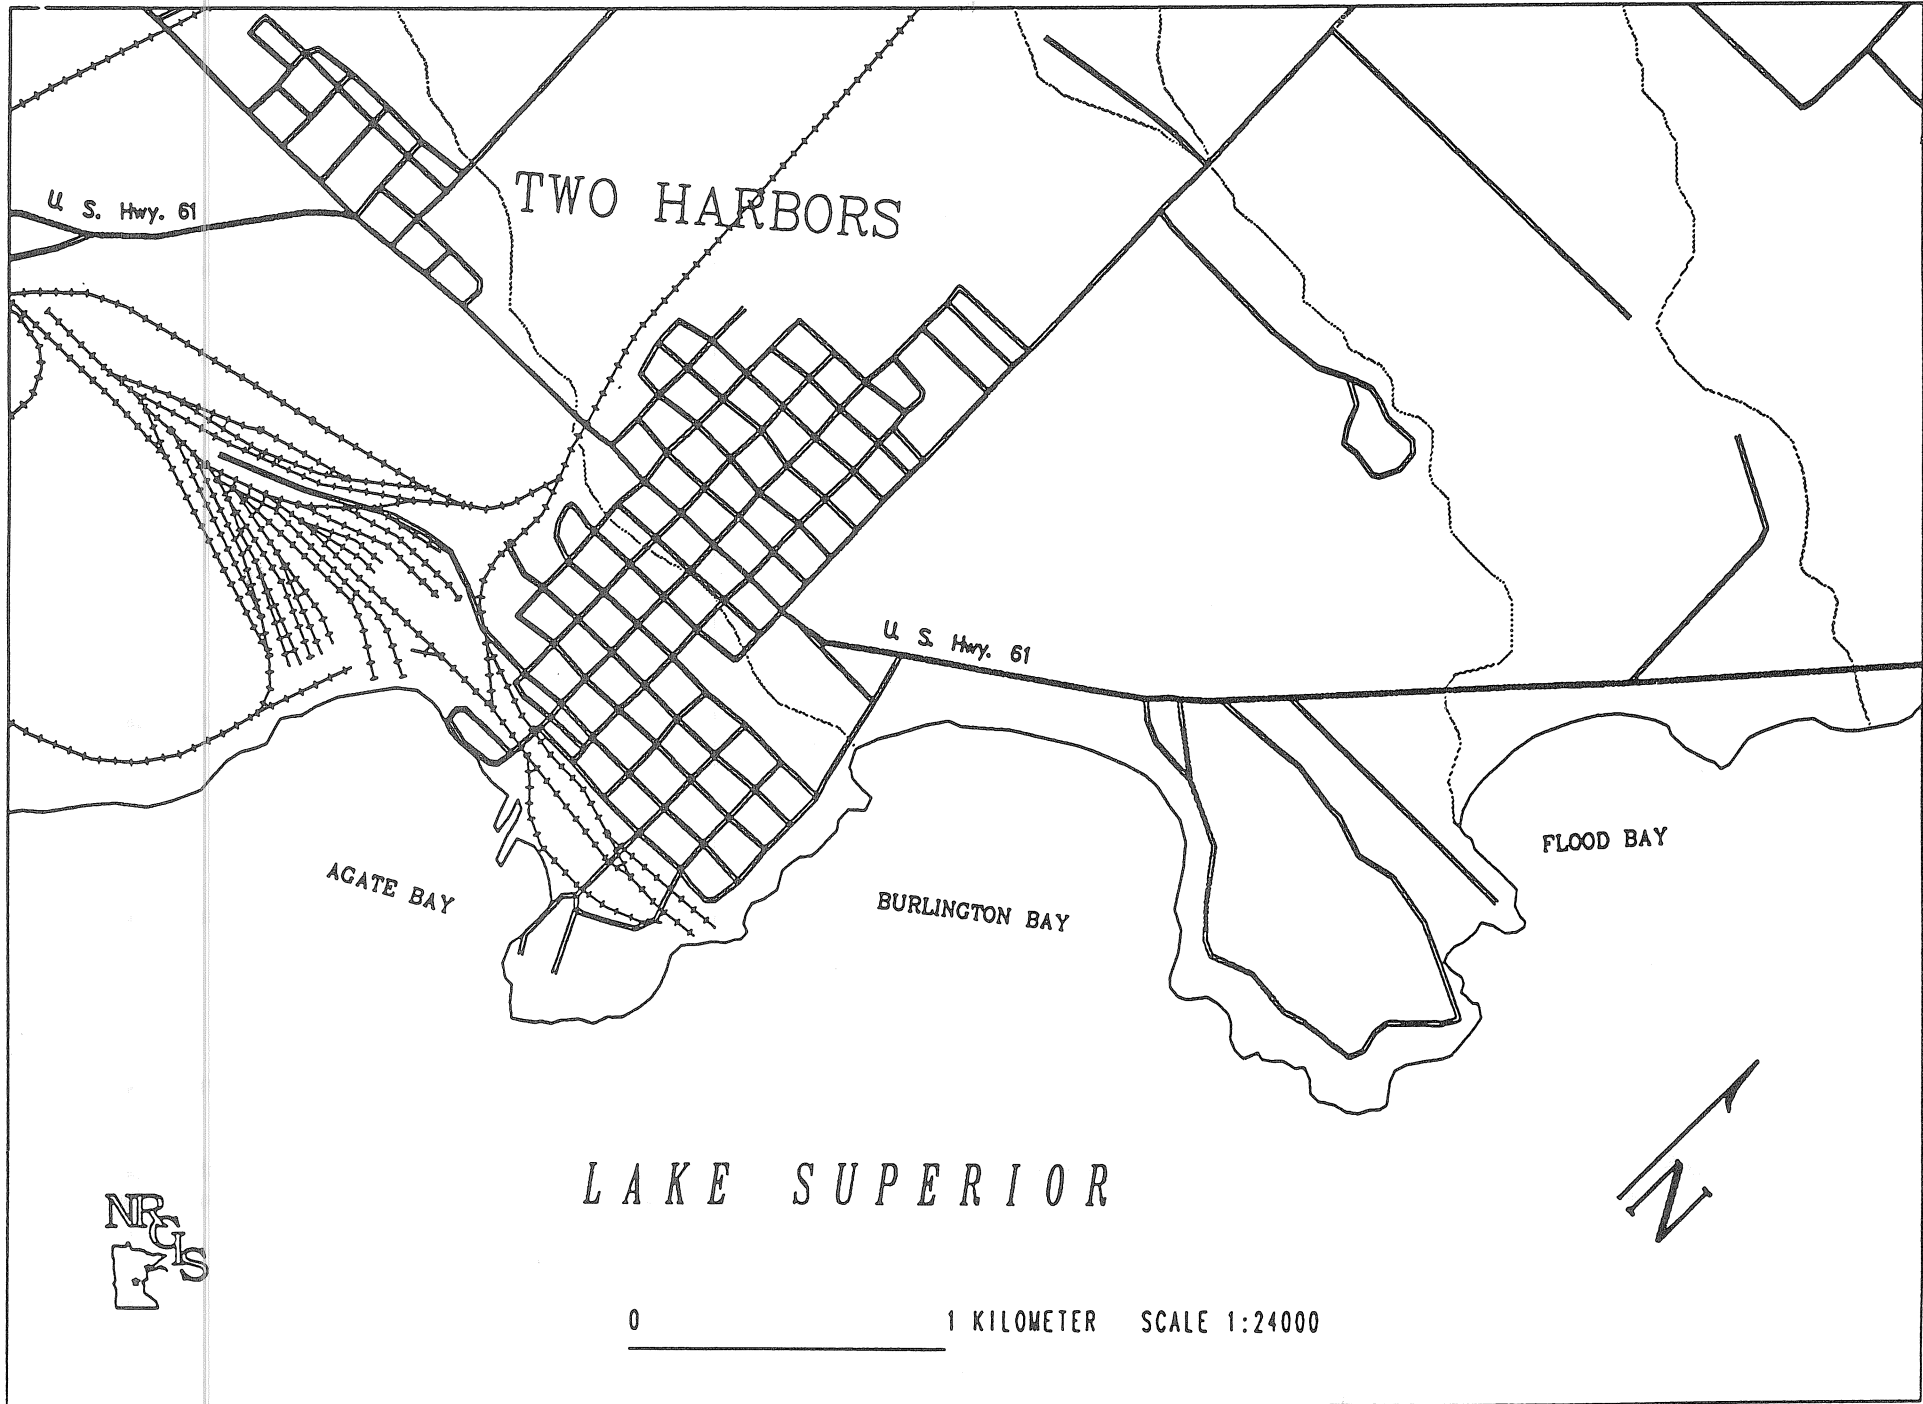 TWO HARBORS
U. S. Hwy. 61
U. S. Hwy. 61
FLOOD BAY
AGATE BAY
BURLINGTON BAY
LAKE SUPERIOR
N
NRGIS
0 1 KILOMETER SCALE 1:24000